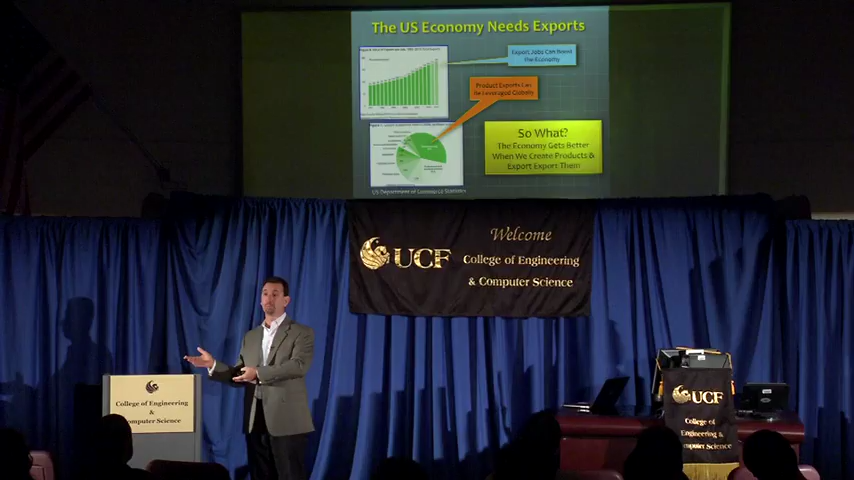 The US Economy Needs Exports
Export Jobs Can Boost
the Economy
Product Exports Can
Be Leveraged Globally
So What?
The Economy Gets Better
When We Create Products &
Export Export Them
US Department of Commerce Statistics
Welcome
UCF
College of Engineering
& Computer Science
College of Engineering
&
Computer Science
UCF
College of
Engineering &
Computer Science